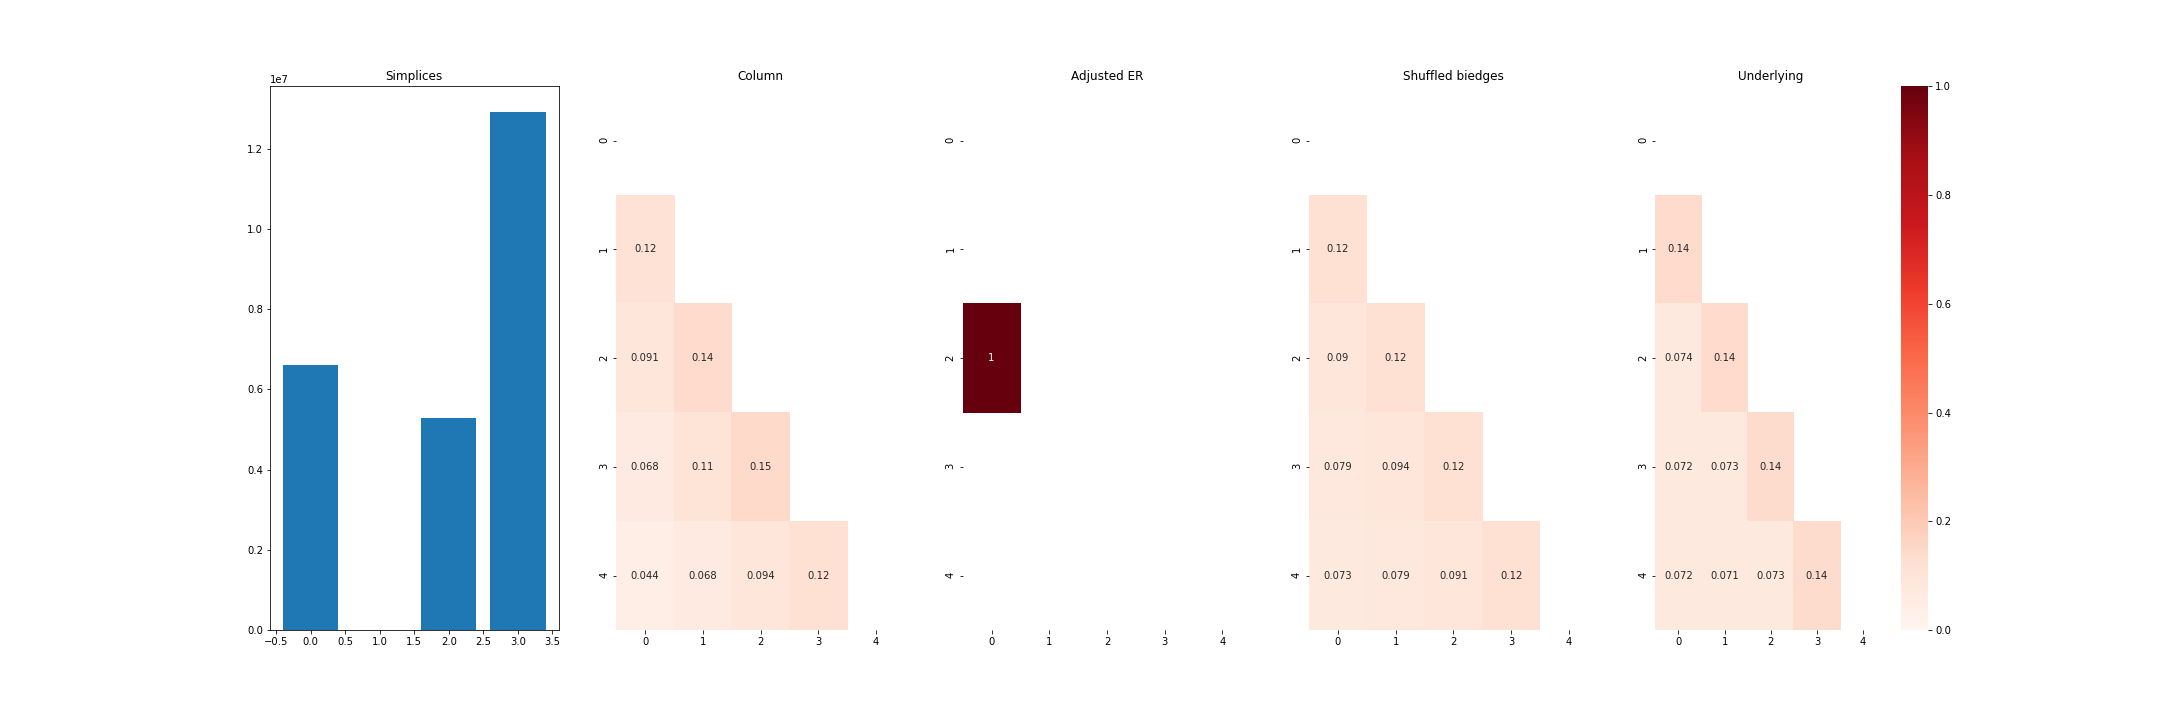 Simplices
1e7
1.2
1.0
0.8
0.6
0.4
0.2
0.0
−0.5 0.0 0.5 1.0 1.5 2.0 2.5 3.0 3.5
Column
0
1
2
3
4
0.12
0.091 0.14
0.068 0.11 0.15
0.044 0.068 0.094 0.12
0 1 2 3 4
Adjusted ER
0
1
2
3
4
1
0 1 2 3 4
Shuffled biedges
0
1
2
3
4
0.12
0.09 0.12
0.079 0.094 0.12
0.073 0.079 0.091 0.12
0 1 2 3 4
Underlying
0
1
2
3
4
0.14
0.074 0.14
0.072 0.073 0.14
0.072 0.071 0.073 0.14
0 1 2 3 4
1.0
0.8
0.6
0.4
0.2
0.0